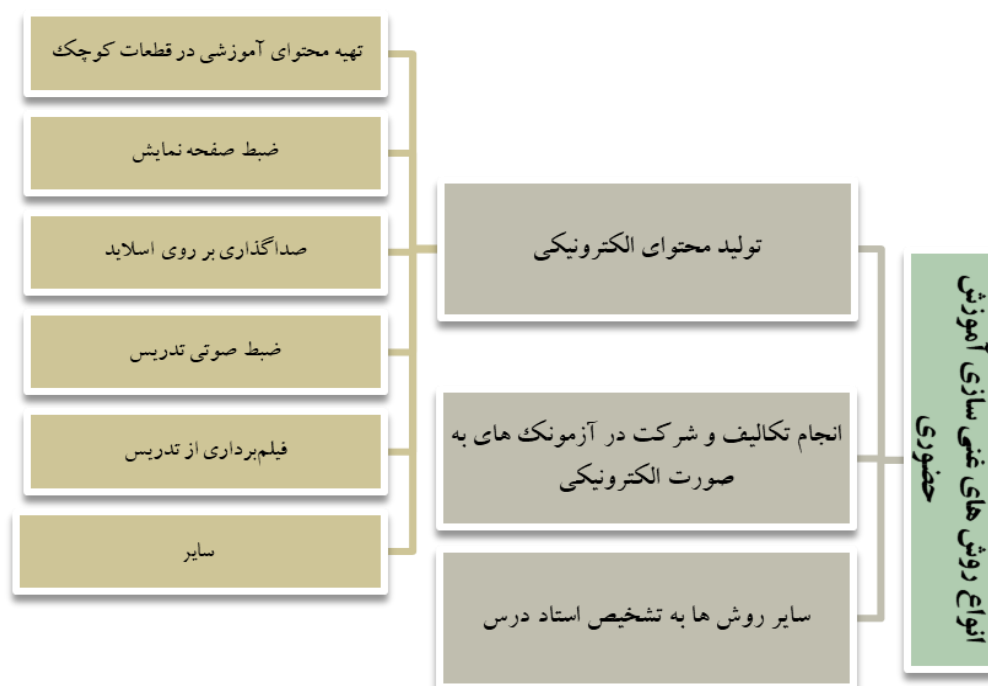 انواع روش های غنی سازی آموزش
حضوری
تولید محتوای الکترونیکی
تهیه محتوای آموزشی در قطعات کوچک
ضبط صفحه نمایش
صداگذاری بر روی اسلاید
ضبط صوتی تدریس
فیلم‌برداری از تدریس
سایر
انجام تکالیف و شرکت در آزمونک های به
صورت الکترونیکی
سایر روش ها به تشخیص استاد درس